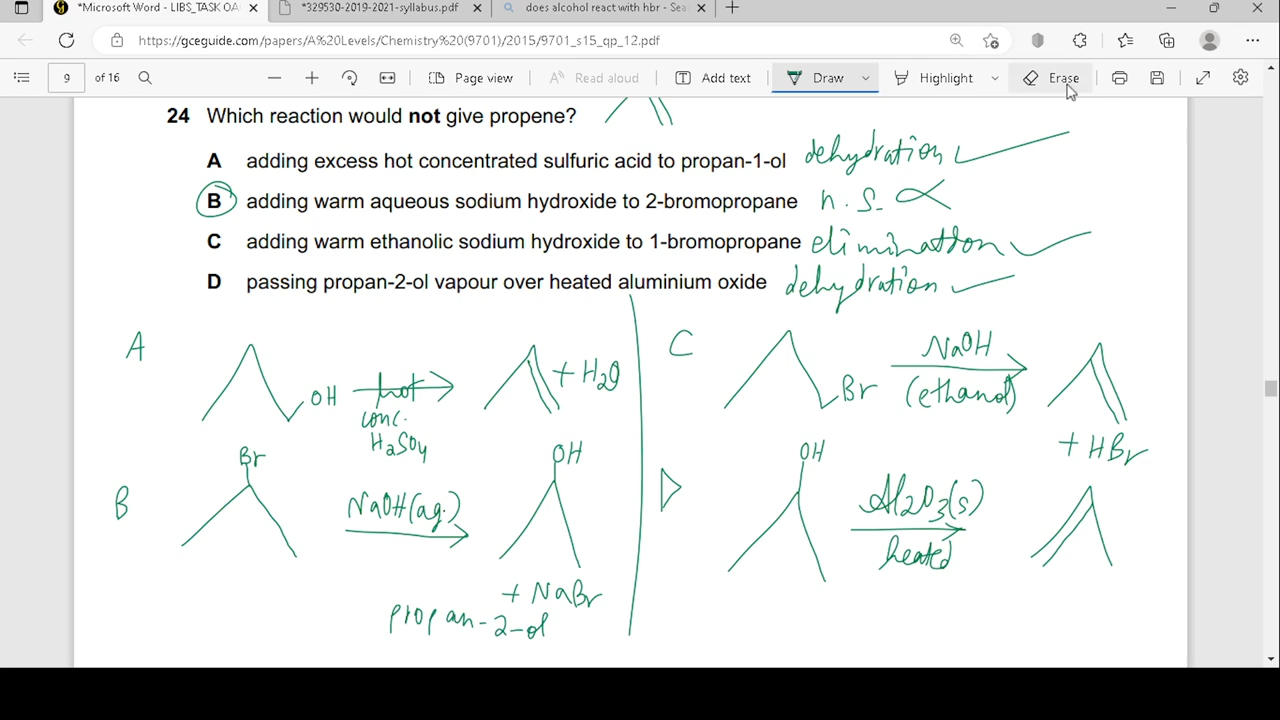 *Microsoft Word - LIBS_TASK OA
*329530-2019-2021-syllabus.pdf
does alcohol react with hbr - Sea
https://gceguide.com/papers/A%20Levels/Chemistry%20(9701)/2015/9701_s15_qp_12.pdf
9 of 16
Page view
Read aloud
Add text
Draw
Highlight
Erase
24 Which reaction would not give propene?
A adding excess hot concentrated sulfuric acid to propan-1-ol dehydration
B adding warm aqueous sodium hydroxide to 2-bromopropane n.s.
C adding warm ethanolic sodium hydroxide to 1-bromopropane elimination
D passing propan-2-ol vapour over heated aluminium oxide dehydration
A
OH
hot
conc.
H2SO4
+ H2O
B
Br
NaOH(aq.)
OH
+ NaBr
propan-2-ol
C
Br
NaOH
(ethanol)
+ HBr
D
OH
Al2O3(s)
heated